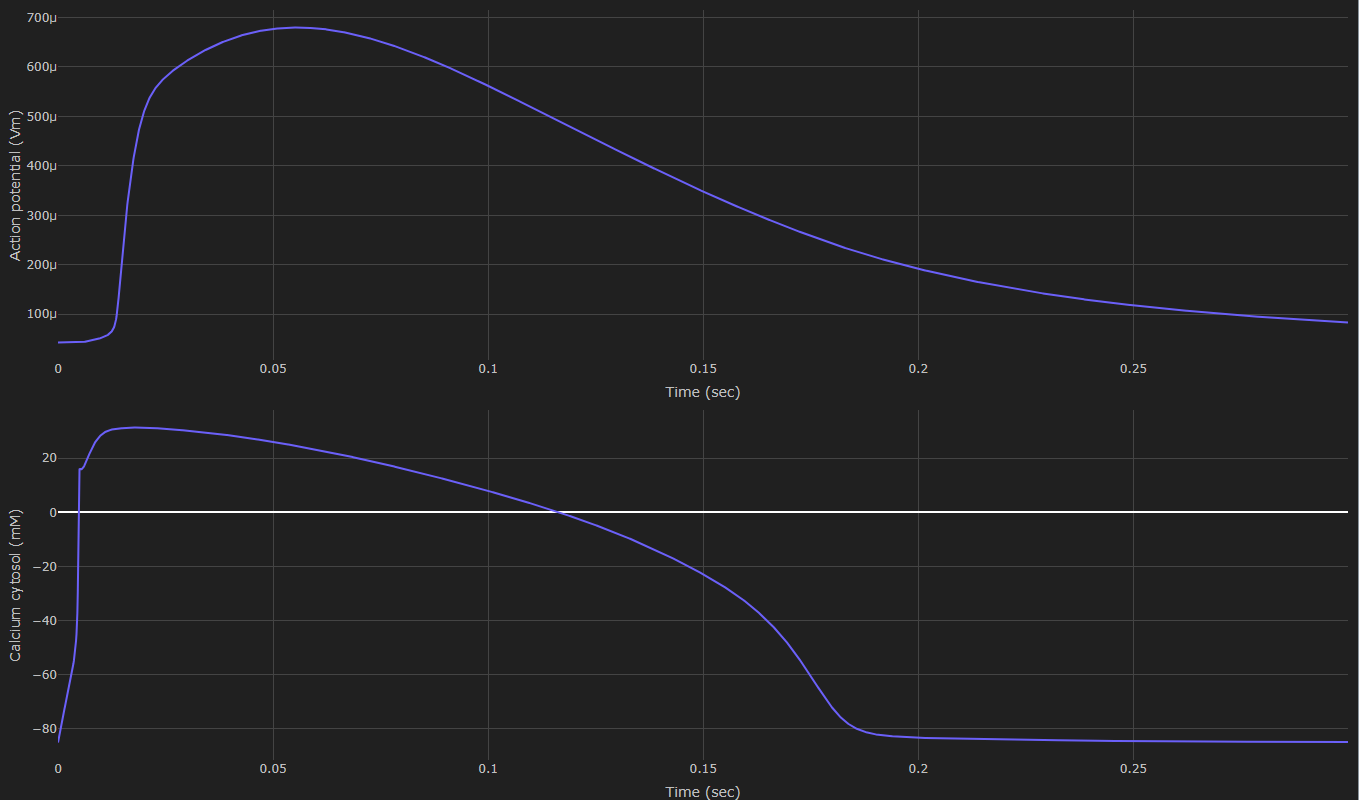 700μ
600μ
500μ
400μ
300μ
200μ
100μ
Action potential (Vm)
0 0.05 0.1 0.15 0.2 0.25
Time (sec)
20
0
−20
−40
−60
−80
Calcium cytosol (mM)
0 0.05 0.1 0.15 0.2 0.25
Time (sec)